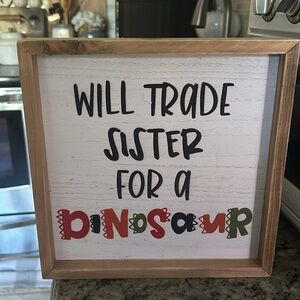 WILL TRADE
SISTER
FOR A
DINOSAUR